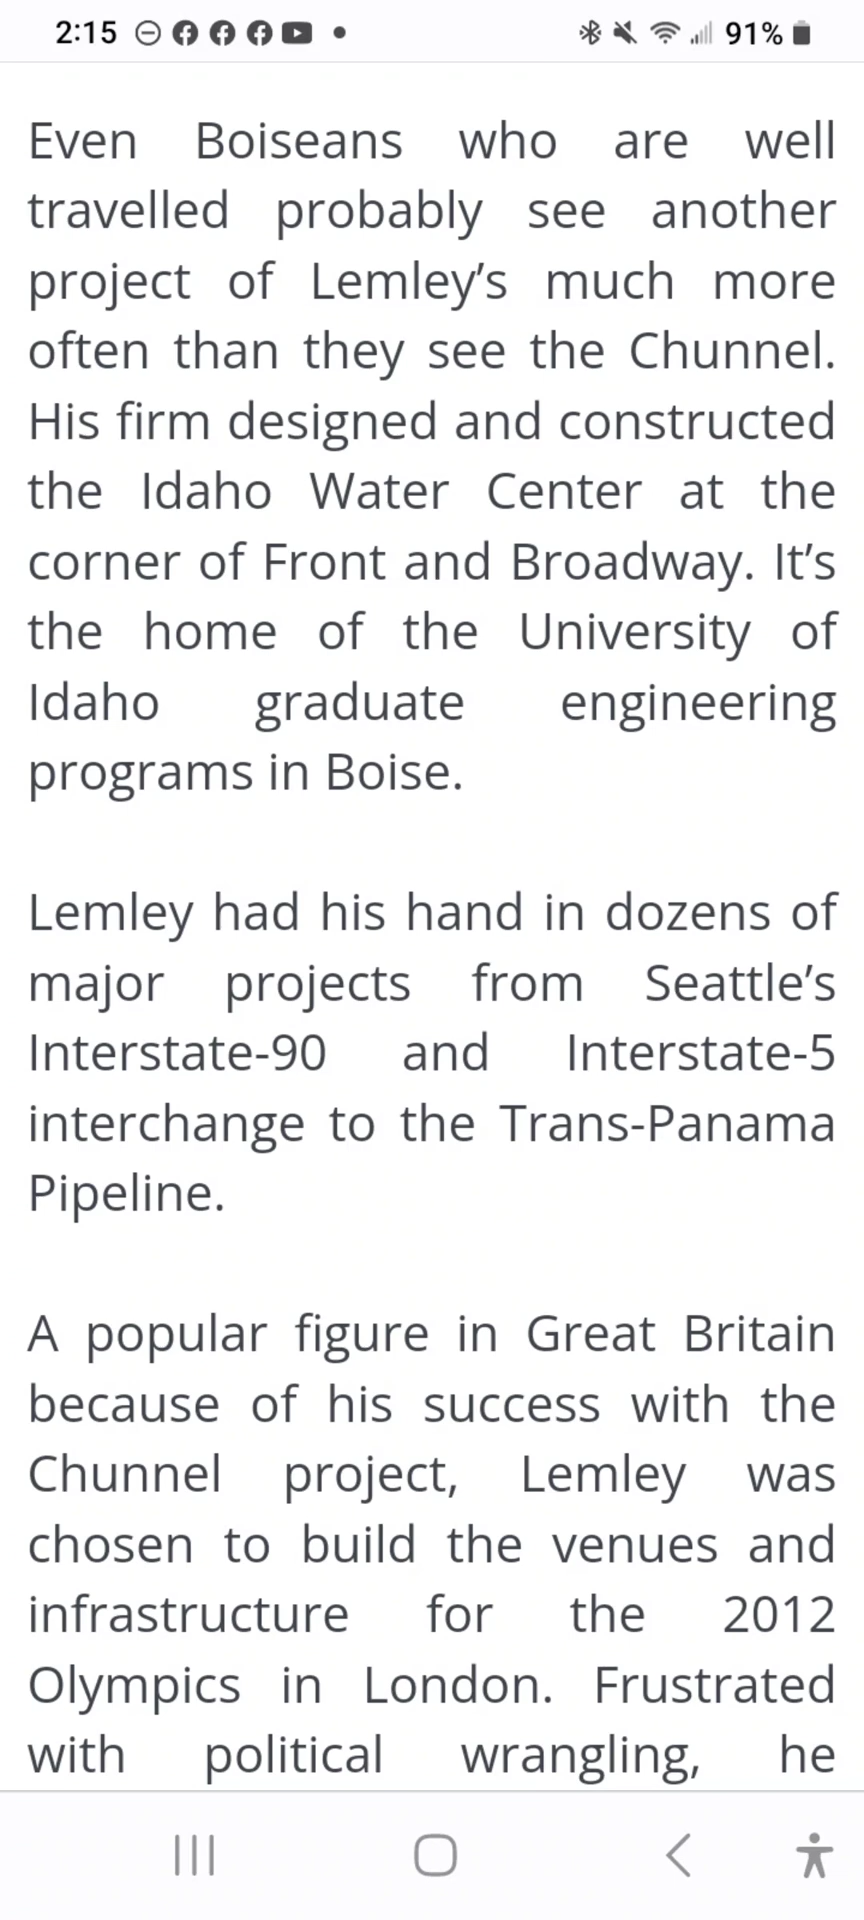 2:15
91%
Even Boiseans who are well
travelled probably see another
project of Lemley’s much more
often than they see the Chunnel.
His firm designed and constructed
the Idaho Water Center at the
corner of Front and Broadway. It’s
the home of the University of
Idaho graduate engineering
programs in Boise.
Lemley had his hand in dozens of
major projects from Seattle’s
Interstate-90 and Interstate-5
interchange to the Trans-Panama
Pipeline.
A popular figure in Great Britain
because of his success with the
Chunnel project, Lemley was
chosen to build the venues and
infrastructure for the 2012
Olympics in London. Frustrated
with political wrangling, he